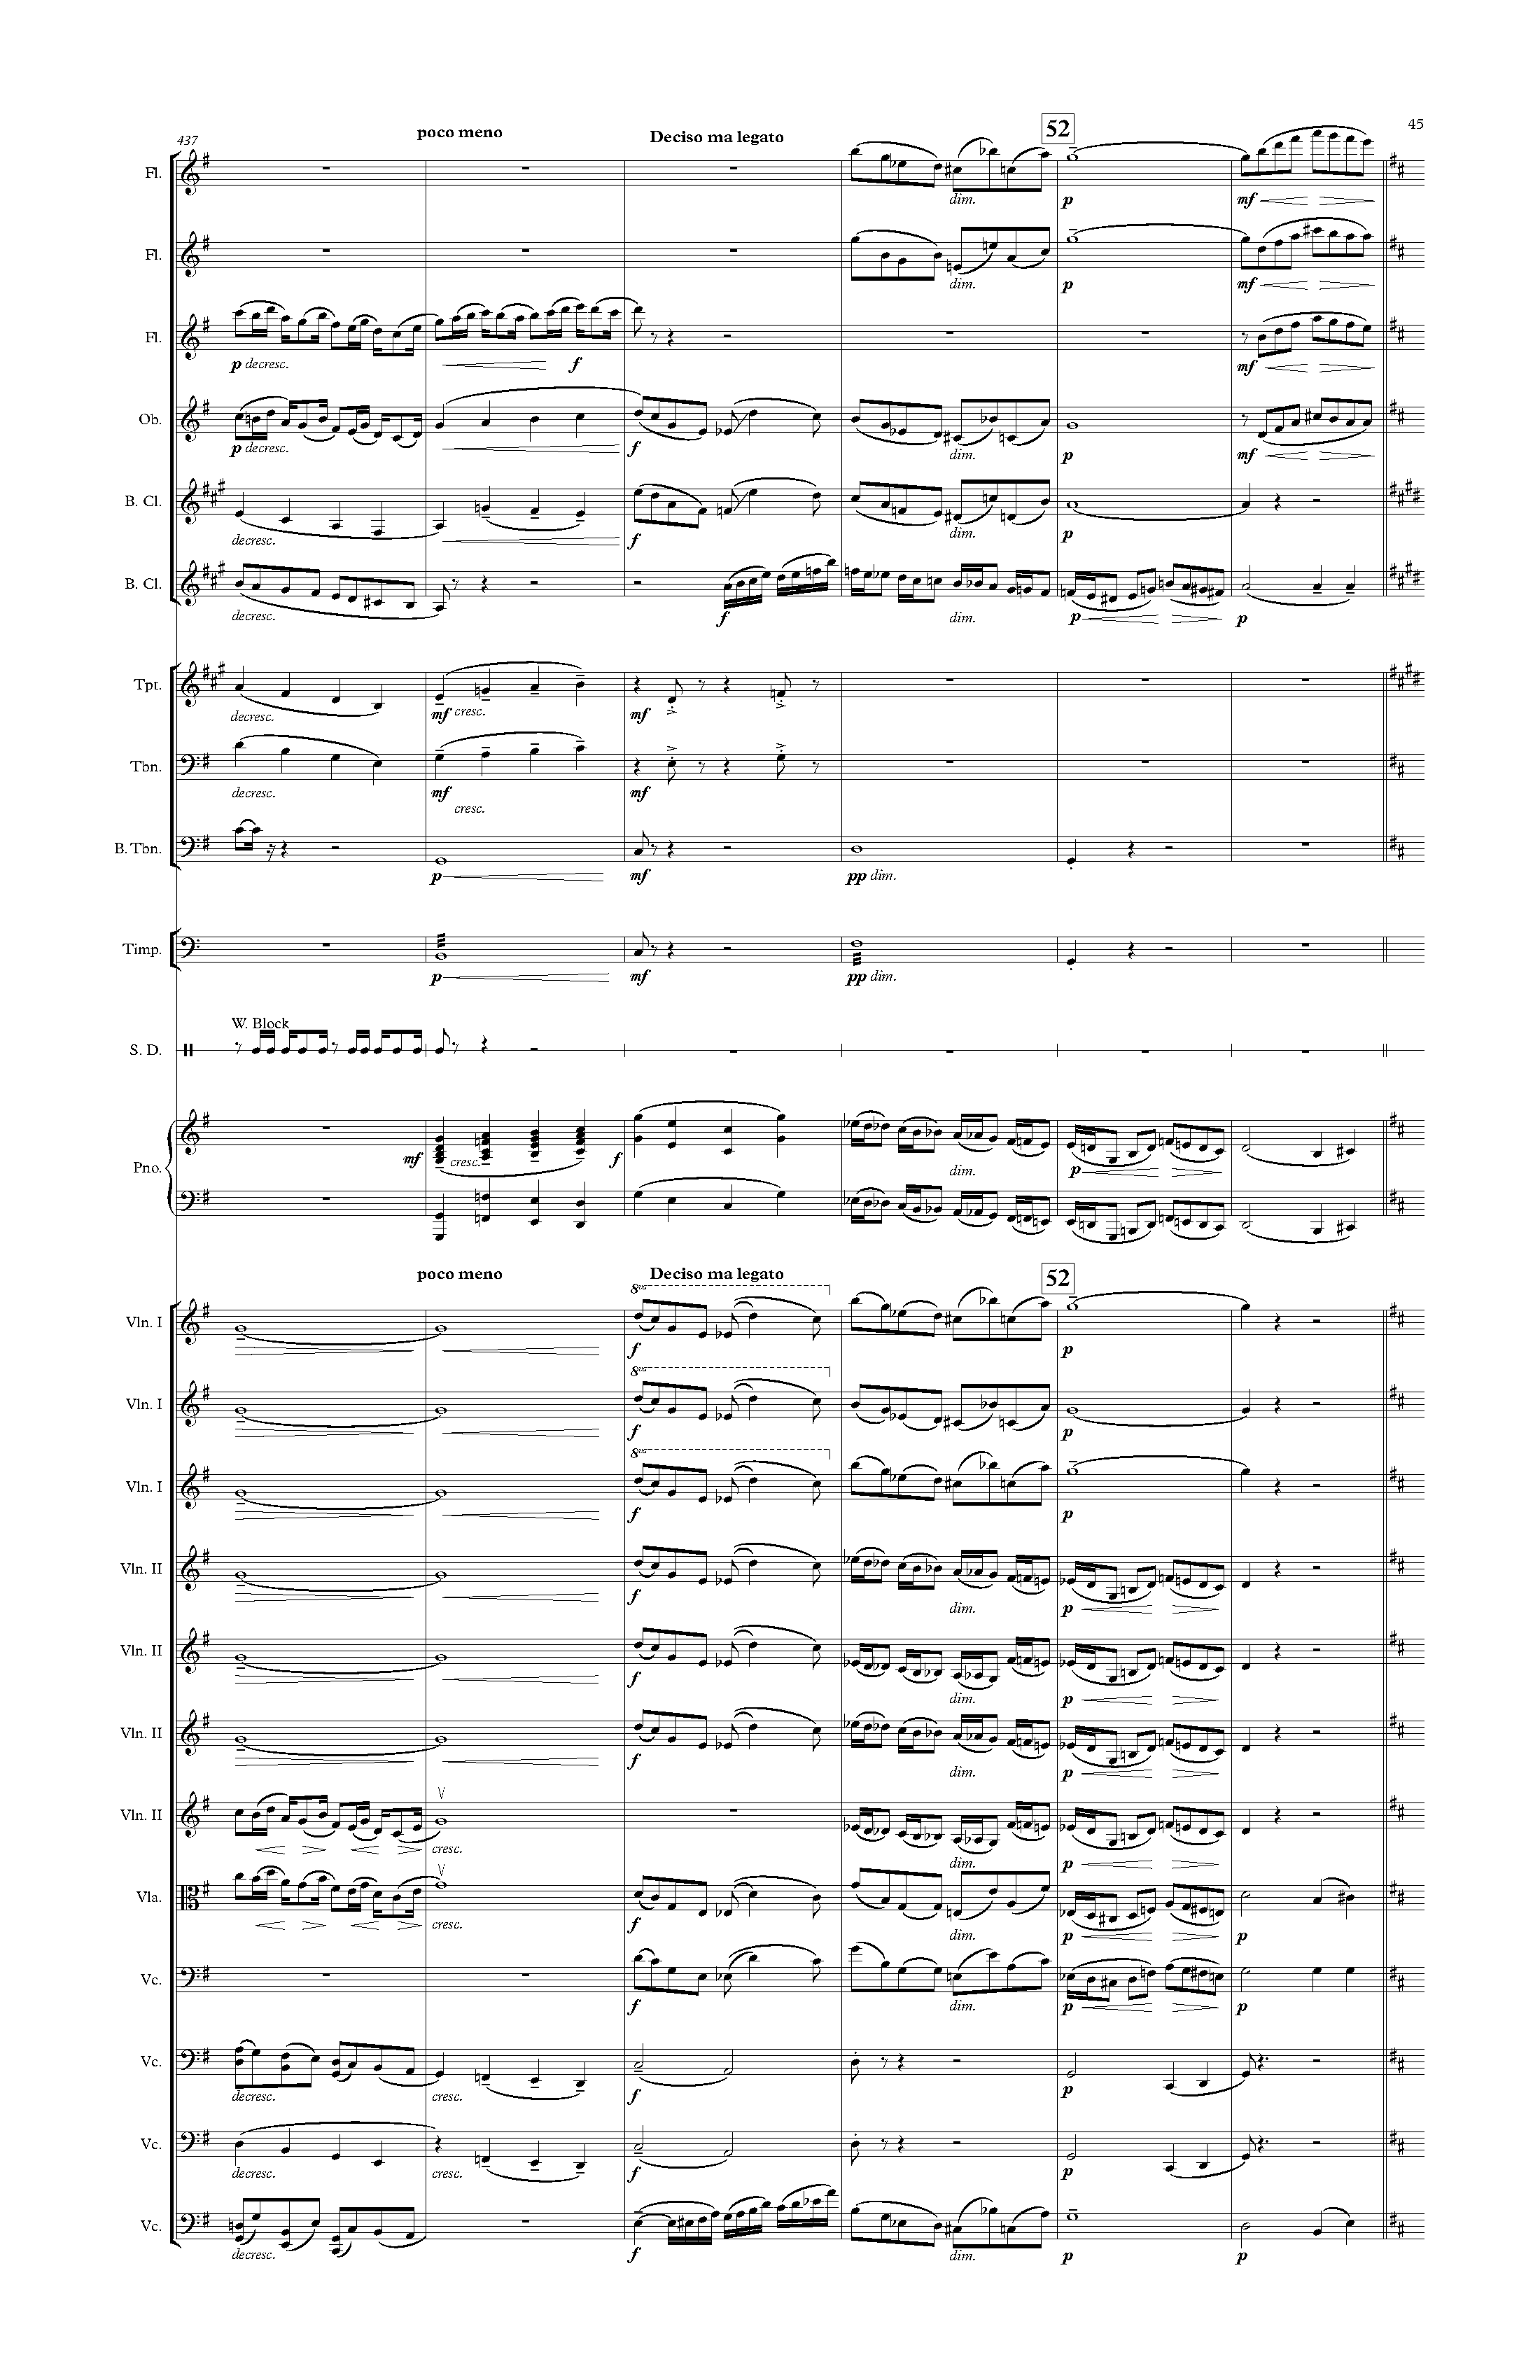 437 poco meno Deciso ma legato 52 45
Fl.
mf
dim. p
Fl.
dim. p mf
Fl.
p decresc. f mf
Ob.
p decresc. f dim. p mf
B. Cl.
decresc. f dim. p
B. Cl.
decresc. f dim. p p
Tpt.
decresc. mf cresc. mf
Tbn.
decresc. mf cresc. mf
B. Tbn.
p mf pp dim.
Timp.
p mf pp dim.
W. Block
S. D.
mf cresc. f dim. p
Pno.
poco meno Deciso ma legato 52
8va
Vln. I
f p
8va
Vln. I
f p
8va
Vln. I
f p
Vln. II
f dim. p
Vln. II
f dim. p
Vln. II
f dim. p
Vln. II
cresc. dim. p
Vla.
cresc. f dim. p p
Vc.
f dim. p p
Vc.
decresc. cresc. f p
Vc.
decresc. cresc. f p
Vc.
decresc. f dim. p p